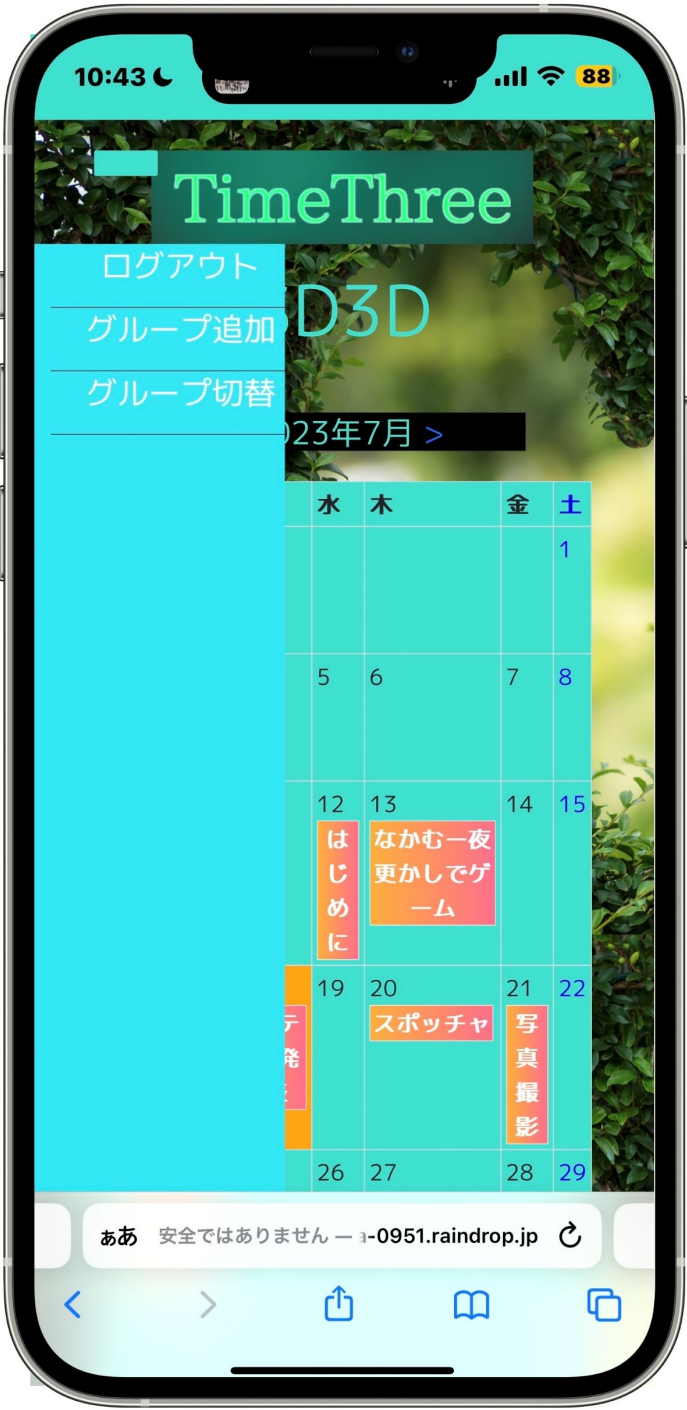 10:43
88
TimeThree
ログアウト
D3D
グループ追加
グループ切替
23年7月 >
水 木 金 土
1
5 6 7 8
12 13 14 15
は
じ
め
に
なかむー夜
更かしでゲ
ーム
19 20 21 22
テ
発
スポッチャ
写
真
撮
影
26 27 28 29
ぁあ 安全ではありません — a-0951.raindrop.jp